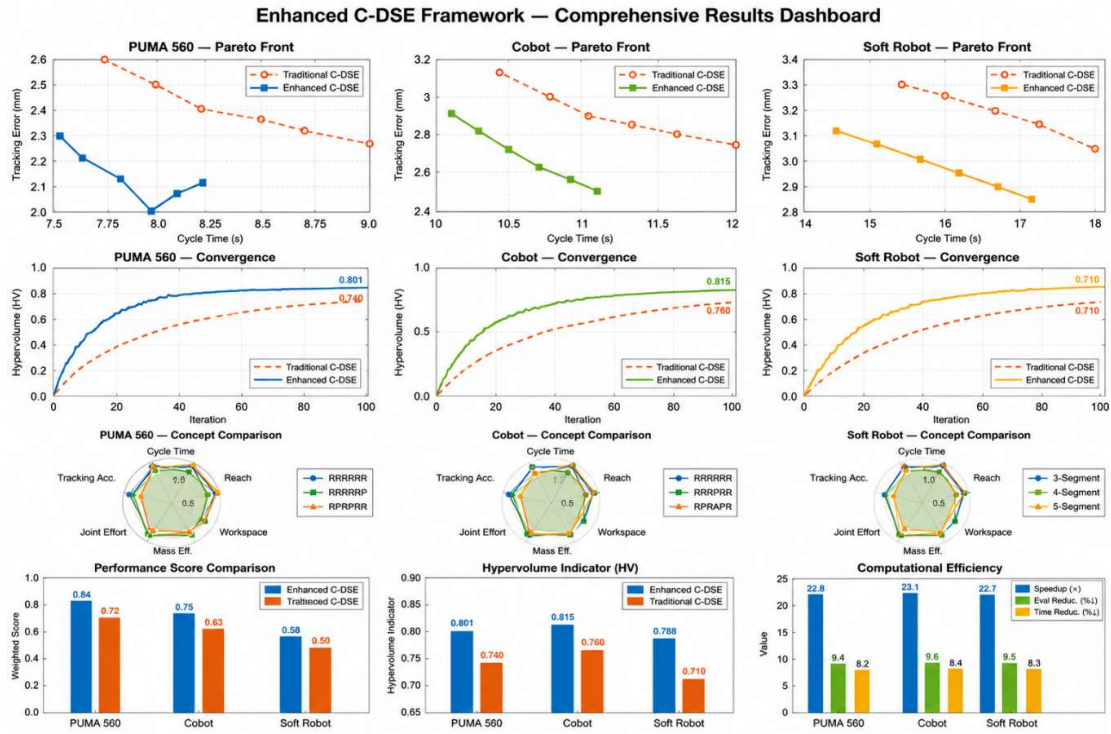 Enhanced C-DSE Framework — Comprehensive Results Dashboard
PUMA 560 — Pareto Front
Tracking Error (mm)
2.6
2.5
2.4
2.3
2.2
2.1
2.0
7.5
7.75
8.0
8.25
8.5
8.75
9.0
Cycle Time (s)
Traditional C-DSE
Enhanced C-DSE
Cobot — Pareto Front
Tracking Error (mm)
3.2
3
2.8
2.6
2.4
10
10.5
11
11.5
12
Cycle Time (s)
Traditional C-DSE
Enhanced C-DSE
Soft Robot — Pareto Front
Tracking Error (mm)
3.4
3.3
3.2
3.1
3.0
2.9
2.8
14
15
16
17
18
Cycle Time (s)
Traditional C-DSE
Enhanced C-DSE
PUMA 560 — Convergence
Hypervolume (HV)
1.0
0.8
0.6
0.4
0.2
0.0
0
20
40
60
80
100
Iteration
0.801
0.740
Traditional C-DSE
Enhanced C-DSE
Cobot — Convergence
Hypervolume (HV)
1.0
0.5
0.0
0
20
40
60
80
100
Iteration
0.815
0.760
Traditional C-DSE
Enhanced C-DSE
Soft Robot — Convergence
Hypervolume (HV)
1.0
0.8
0.6
0.4
0.2
0.0
0
20
40
60
80
100
Iteration
0.710
0.710
Traditional C-DSE
Enhanced C-DSE
PUMA 560 — Concept Comparison
Cycle Time
Tracking Acc.
Reach
0.5
Joint Effort
Workspace
Mass Eff.
RRRRRR
RRRRRP
RPRPRR
Cobot — Concept Comparison
Cycle Time
Tracking Acc.
Reach
0.5
Joint Effort
Workspace
Mass Eff.
RRRRRR
RRRPRR
RPRAPR
Soft Robot — Concept Comparison
Cycle Time
Tracking Acc.
Reach
1.0
0.5
Joint Effort
Workspace
Mass Eff.
3-Segment
4-Segment
5-Segment
Performance Score Comparison
Weighted Score
1.0
0.8
0.6
0.4
0.2
0.0
0.84
0.72
0.75
0.63
0.58
0.50
PUMA 560
Cobot
Soft Robot
Enhanced C-DSE
C-DSE
Hypervolume Indicator (HV)
Hypervolume Indicator
0.90
0.85
0.80
0.75
0.70
0.65
0.801
0.740
0.815
0.760
0.788
0.710
PUMA 560
Cobot
Soft Robot
Enhanced C-DSE
Traditional C-DSE
Computational Efficiency
Value
25
20
15
10
5
0
22.8
9.4
8.2
23.1
9.6
8.4
22.7
9.5
8.3
PUMA 560
Cobot
Soft Robot
Speedup (×)
Eval Reduc. (%↓)
Time Reduc. (%↓)